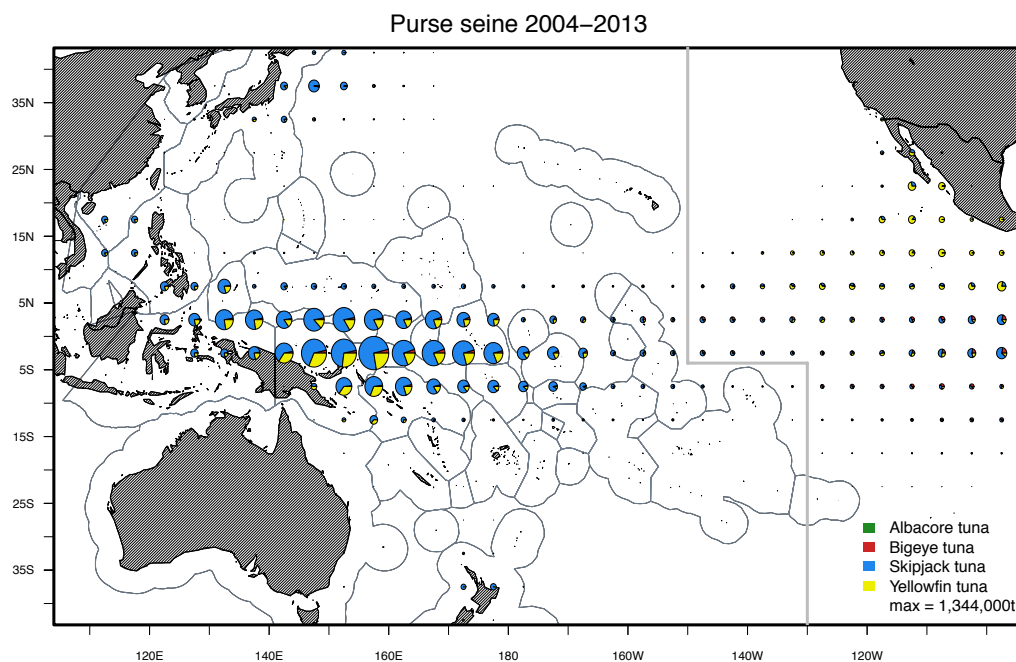 Purse seine 2004−2013
35N
25N
15N
5N
5S
15S
25S
35S
Albacore tuna
Bigeye tuna
Skipjack tuna
Yellowfin tuna
max = 1,344,000t
120E 140E 160E 180 160W 140W 120W